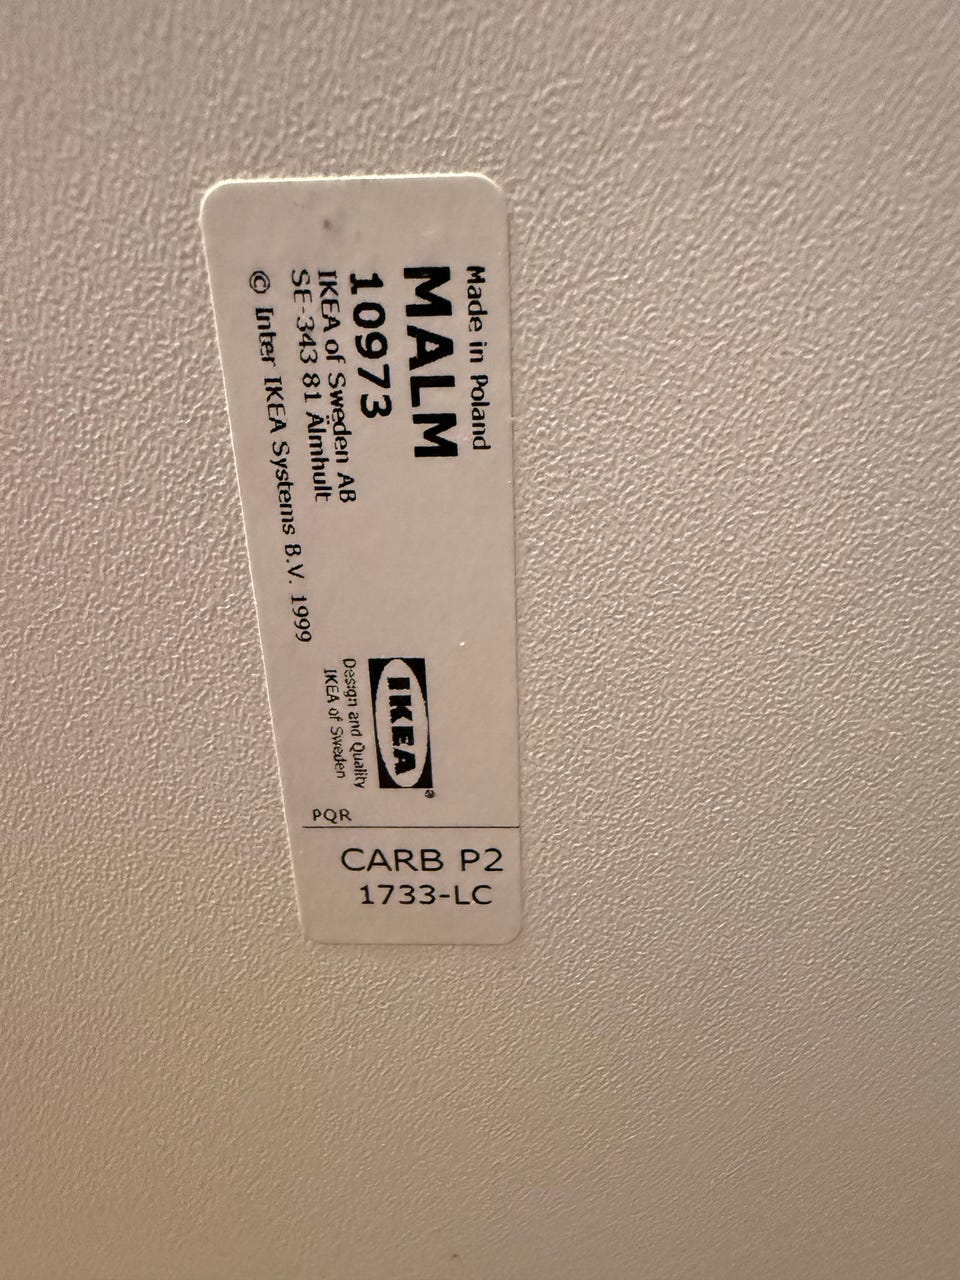 Made in Poland
MALM
10973
IKEA of Sweden AB
SE-343 81 Älmhult
© Inter IKEA Systems B.V. 1999
IKEA®
Design and Quality
IKEA of Sweden
PQR
CARB P2
1733-LC